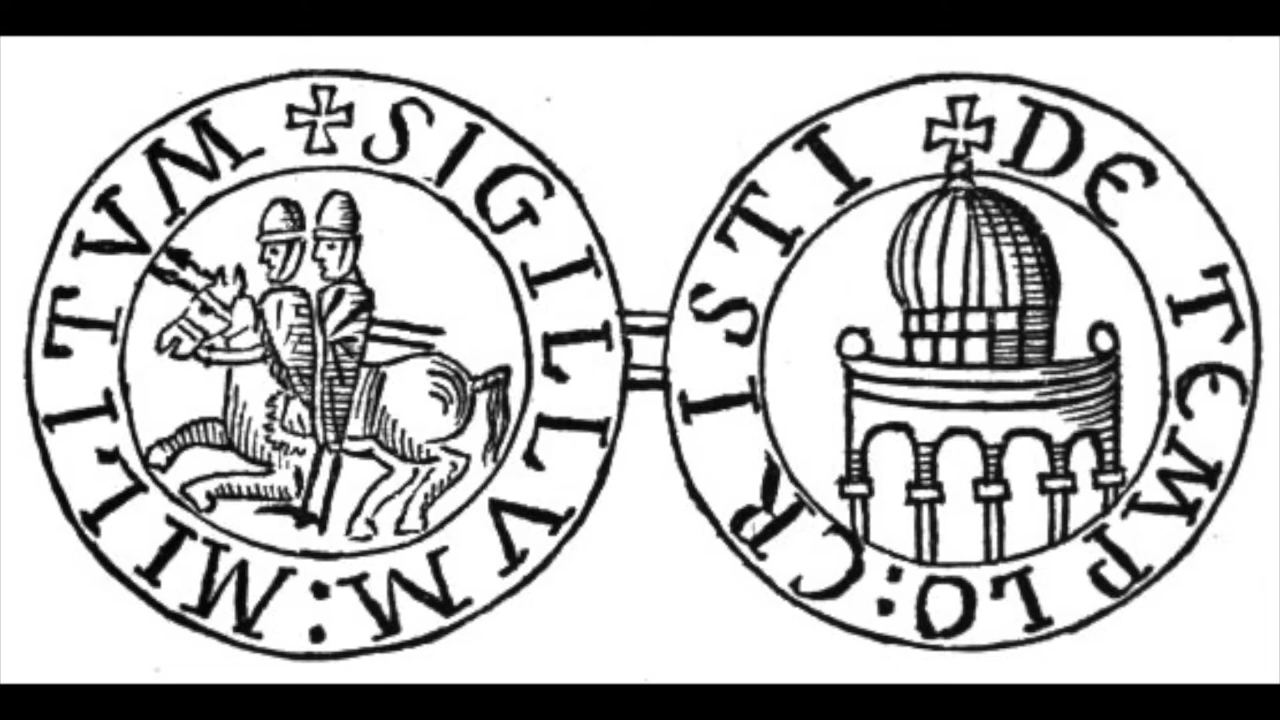 ✠ SIGILLVM : MILITVM
✠ DE TEMPLO : CRISTI